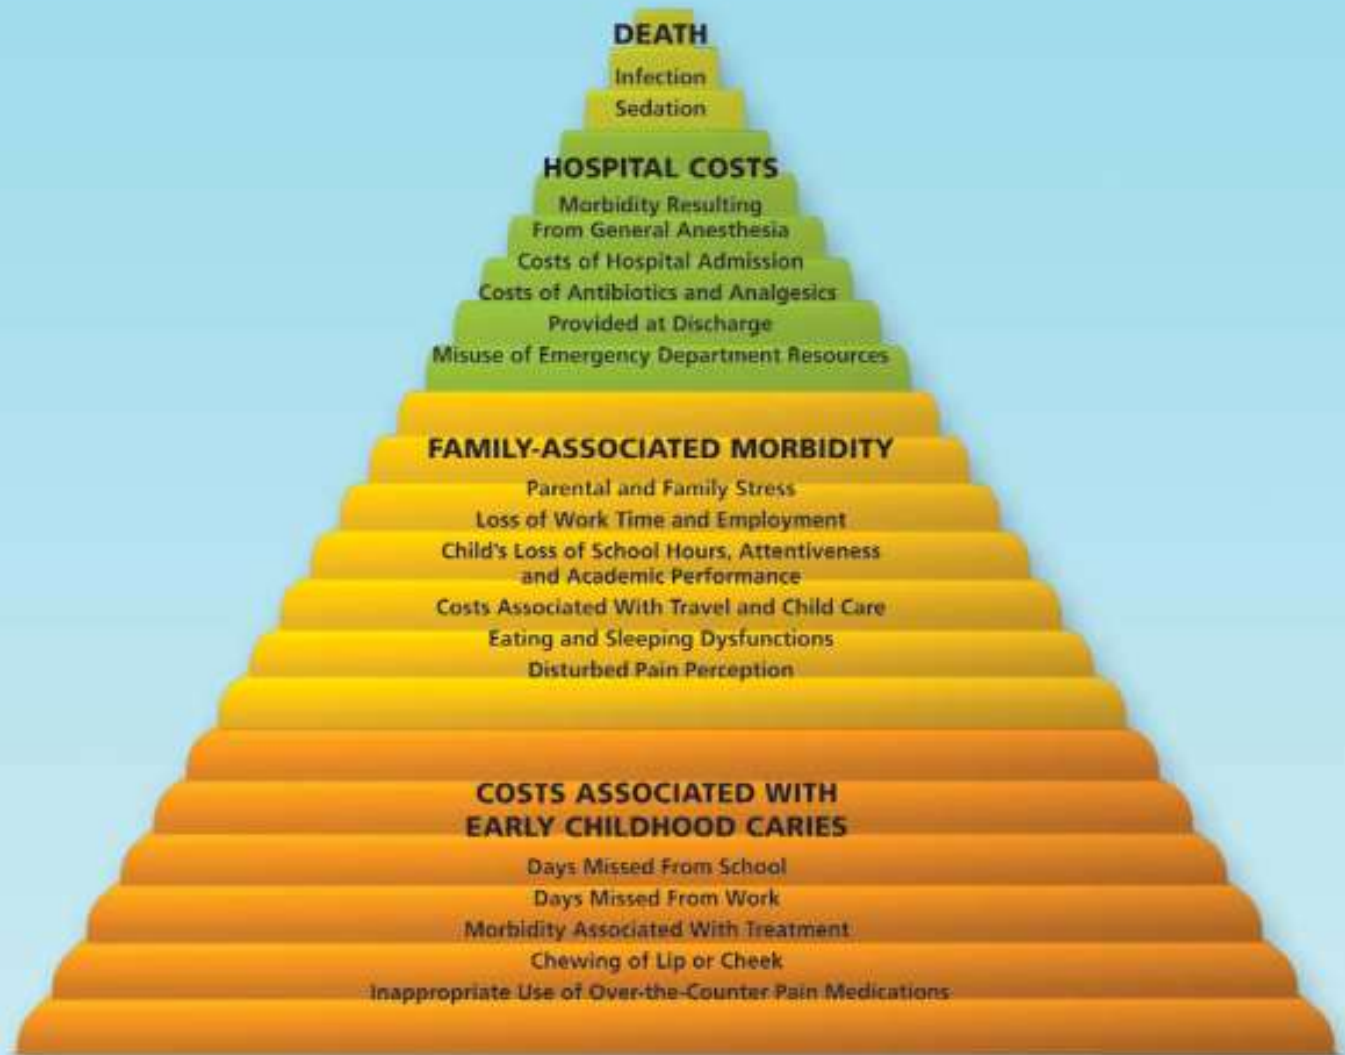 DEATH
Infection
Sedation
HOSPITAL COSTS
Morbidity Resulting
From General Anesthesia
Costs of Hospital Admission
Costs of Antibiotics and Analgesics
Provided at Discharge
Misuse of Emergency Department Resources
FAMILY-ASSOCIATED MORBIDITY
Parental and Family Stress
Loss of Work Time and Employment
Child's Loss of School Hours, Attentiveness
and Academic Performance
Costs Associated With Travel and Child Care
Eating and Sleeping Dysfunctions
Disturbed Pain Perception
COSTS ASSOCIATED WITH
EARLY CHILDHOOD CARIES
Days Missed From School
Days Missed From Work
Morbidity Associated With Treatment
Chewing of Lip or Cheek
Inappropriate Use of Over-the-Counter Pain Medications